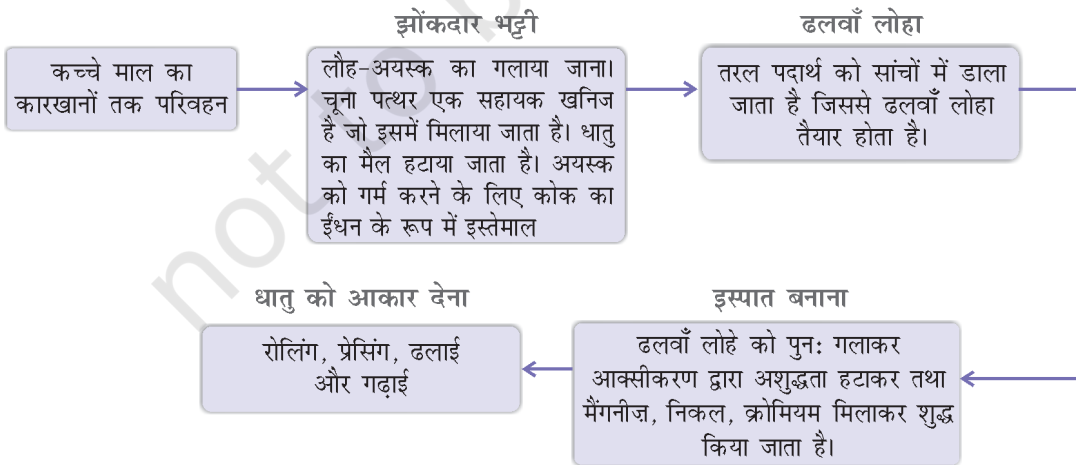 कच्चे माल का
कारखानों तक परिवहन
झोंकदार भट्टी
लौह-अयस्क का गलाया जाना।
चूना पत्थर एक सहायक खनिज
है जो इसमें मिलाया जाता है। धातु
का मैल हटाया जाता है। अयस्क
को गर्म करने के लिए कोक का
ईंधन के रूप में इस्तेमाल
ढलवाँ लोहा
तरल पदार्थ को सांचों में डाला
जाता है जिससे ढलवाँ लोहा
तैयार होता है।
इस्पात बनाना
ढलवाँ लोहे को पुन: गलाकर
आक्सीकरण द्वारा अशुद्धता हटाकर तथा
मैंगनीज़, निकल, क्रोमियम मिलाकर शुद्ध
किया जाता है।
धातु को आकार देना
रोलिंग, प्रेसिंग, ढलाई
और गढ़ाई
not to b